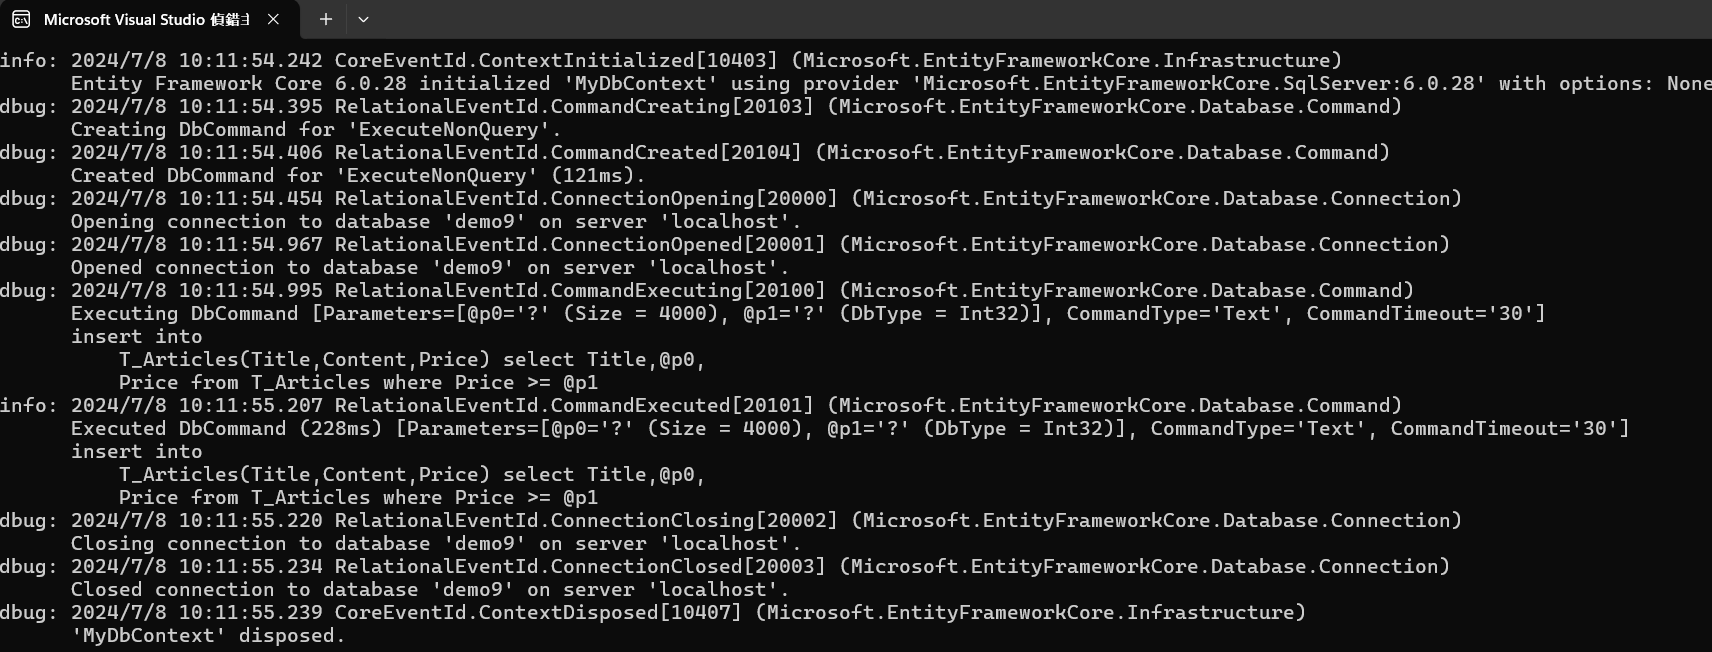 Microsoft Visual Studio 偵錯主
info: 2024/7/8 10:11:54.242 CoreEventId.ContextInitialized[10403] (Microsoft.EntityFrameworkCore.Infrastructure)
Entity Framework Core 6.0.28 initialized 'MyDbContext' using provider 'Microsoft.EntityFrameworkCore.SqlServer:6.0.28' with options: None
dbug: 2024/7/8 10:11:54.395 RelationalEventId.CommandCreating[20103] (Microsoft.EntityFrameworkCore.Database.Command)
Creating DbCommand for 'ExecuteNonQuery'.
dbug: 2024/7/8 10:11:54.406 RelationalEventId.CommandCreated[20104] (Microsoft.EntityFrameworkCore.Database.Command)
Created DbCommand for 'ExecuteNonQuery' (121ms).
dbug: 2024/7/8 10:11:54.454 RelationalEventId.ConnectionOpening[20000] (Microsoft.EntityFrameworkCore.Database.Connection)
Opening connection to database 'demo9' on server 'localhost'.
dbug: 2024/7/8 10:11:54.967 RelationalEventId.ConnectionOpened[20001] (Microsoft.EntityFrameworkCore.Database.Connection)
Opened connection to database 'demo9' on server 'localhost'.
dbug: 2024/7/8 10:11:54.995 RelationalEventId.CommandExecuting[20100] (Microsoft.EntityFrameworkCore.Database.Command)
Executing DbCommand [Parameters=[@p0='?' (Size = 4000), @p1='?' (DbType = Int32)], CommandType='Text', CommandTimeout='30']
insert into
T_Articles(Title,Content,Price) select Title,@p0,
Price from T_Articles where Price >= @p1
info: 2024/7/8 10:11:55.207 RelationalEventId.CommandExecuted[20101] (Microsoft.EntityFrameworkCore.Database.Command)
Executed DbCommand (228ms) [Parameters=[@p0='?' (Size = 4000), @p1='?' (DbType = Int32)], CommandType='Text', CommandTimeout='30']
insert into
T_Articles(Title,Content,Price) select Title,@p0,
Price from T_Articles where Price >= @p1
dbug: 2024/7/8 10:11:55.220 RelationalEventId.ConnectionClosing[20002] (Microsoft.EntityFrameworkCore.Database.Connection)
Closing connection to database 'demo9' on server 'localhost'.
dbug: 2024/7/8 10:11:55.234 RelationalEventId.ConnectionClosed[20003] (Microsoft.EntityFrameworkCore.Database.Connection)
Closed connection to database 'demo9' on server 'localhost'.
dbug: 2024/7/8 10:11:55.239 CoreEventId.ContextDisposed[10407] (Microsoft.EntityFrameworkCore.Infrastructure)
'MyDbContext' disposed.